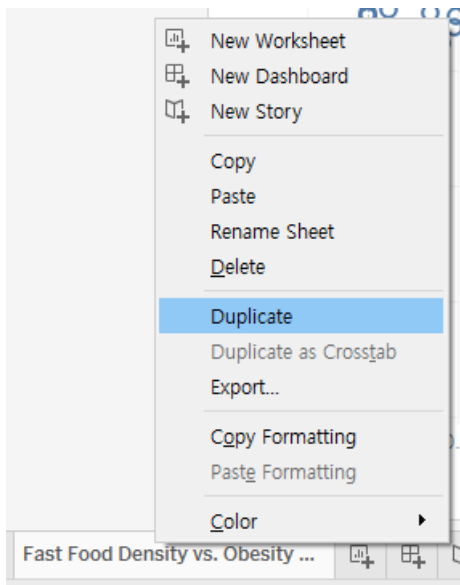 New Worksheet
New Dashboard
New Story
Copy
Paste
Rename Sheet
Delete
Duplicate
Duplicate as Crosstab
Export...
Copy Formatting
Paste Formatting
Color
Fast Food Density vs. Obesity ...